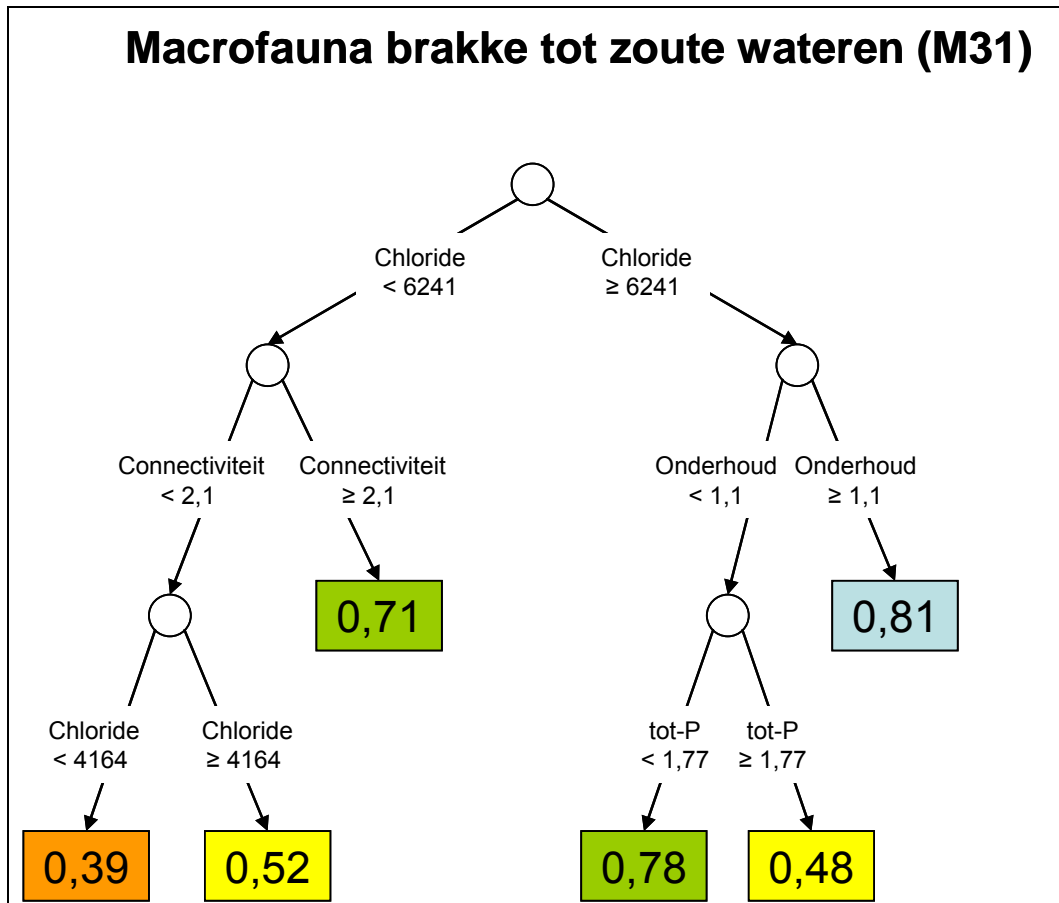 Macrofauna brakke tot zoute wateren (M31)
Chloride
< 6241
Chloride
≥ 6241
Connectiviteit
< 2,1
Connectiviteit
≥ 2,1
Onderhoud
< 1,1
Onderhoud
≥ 1,1
0,71
0,81
Chloride
< 4164
Chloride
≥ 4164
tot-P
< 1,77
tot-P
≥ 1,77
0,39
0,52
0,78
0,48